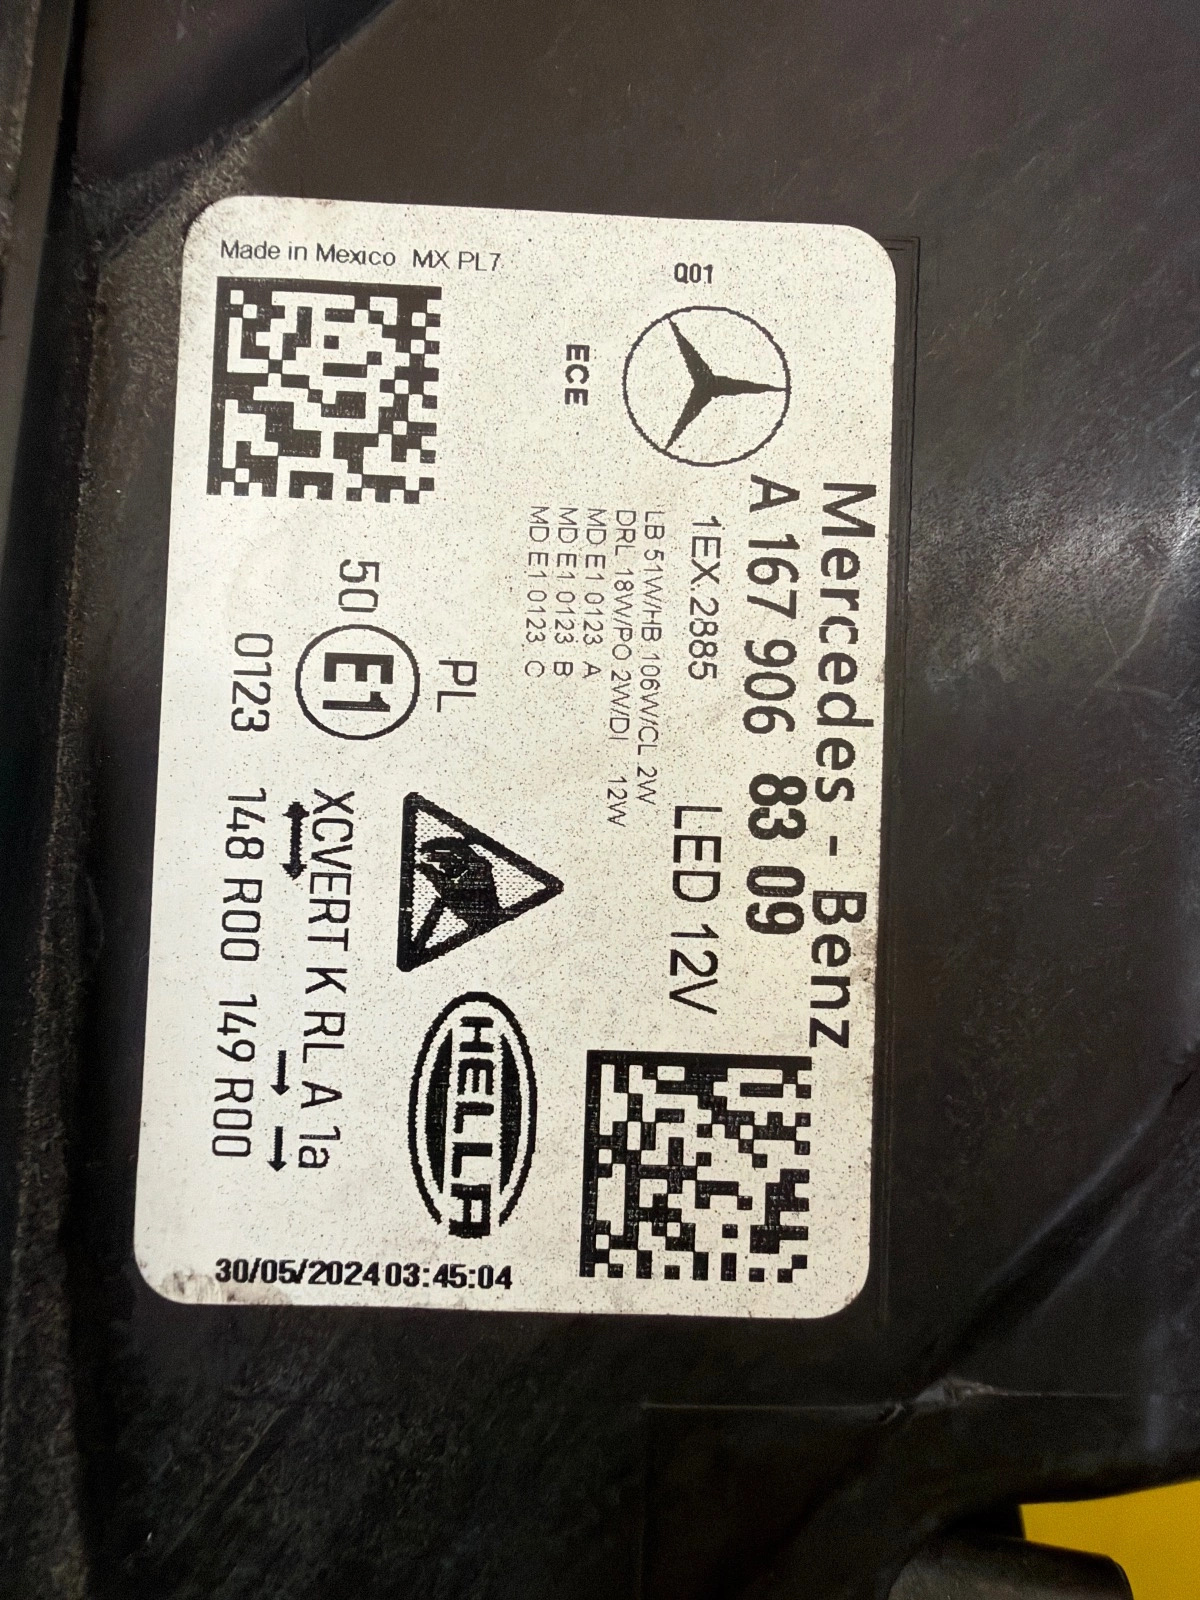 Made in Mexico MX PL7
Q01
Mercedes - Benz
A 167 906 83 09
1EX.2885 LED 12V
LB 51W/HB 106W/CL 2W
DRL 18W/PO 2W/DI 12W
MD E1 0123 A
MD E1 0123 B
MD E1 0123 C
ECE
HELLA
PL
50 E1 XCVERT K RL A 1a
0123 148 R00 149 R00
30/05/2024 03:45:04